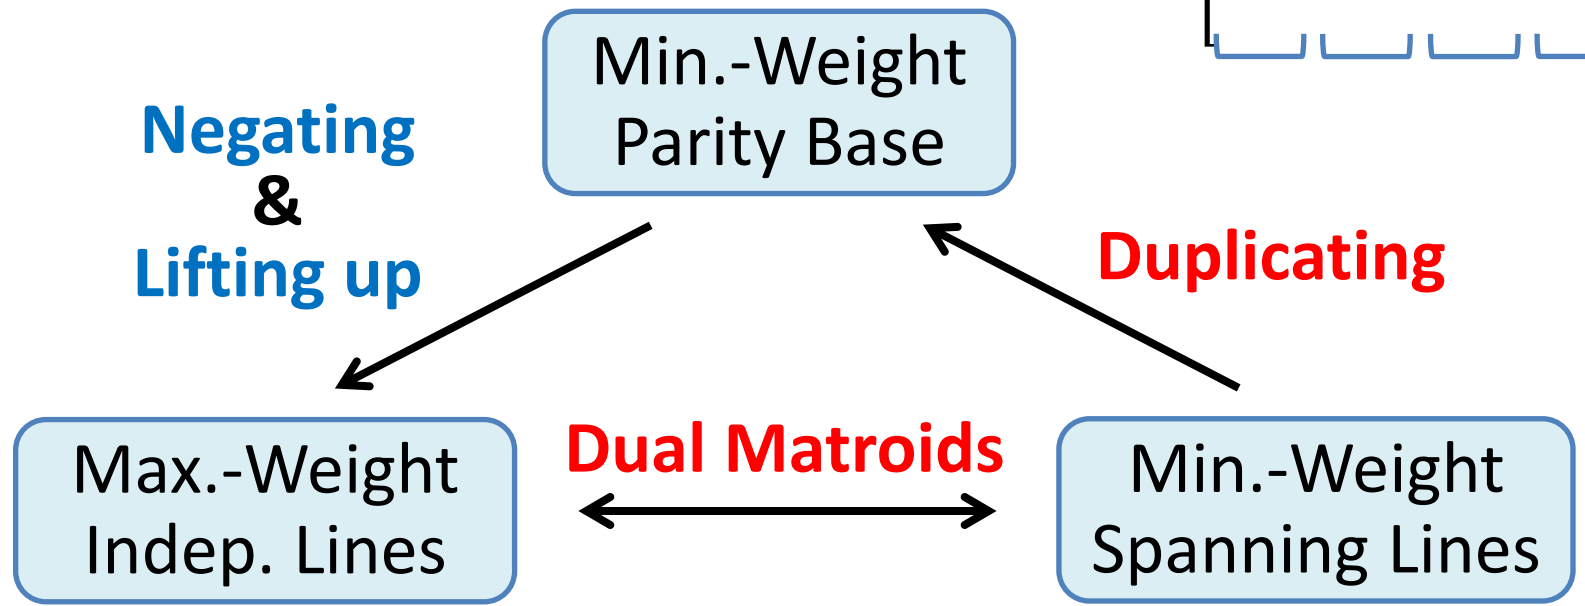 Min.-Weight
Parity Base
Negating
&
Lifting up
Duplicating
Dual Matroids
Max.-Weight
Indep. Lines
Min.-Weight
Spanning Lines